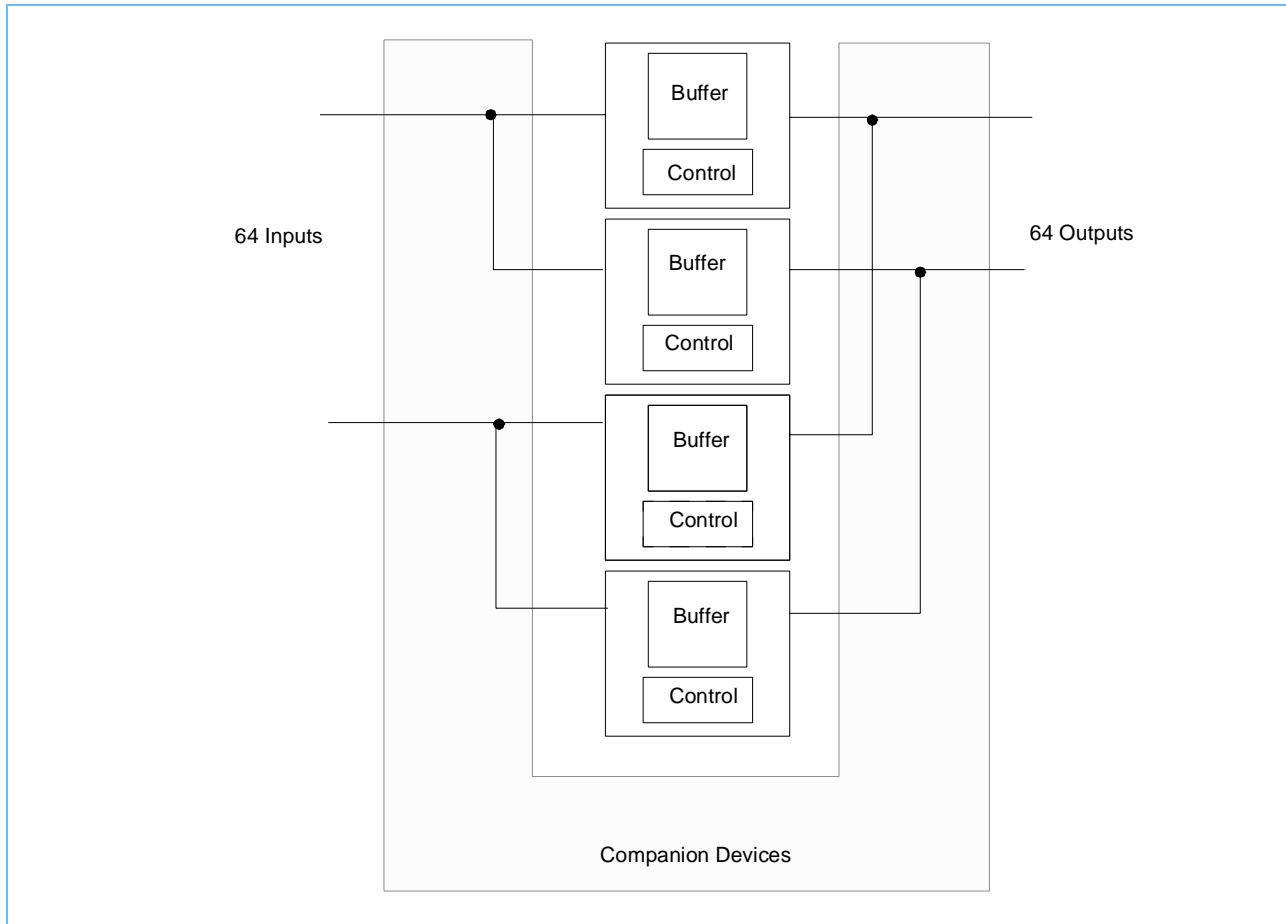 Buffer
Control
64 Inputs
64 Outputs
Buffer
Control
Buffer
Control
Buffer
Control
Companion Devices